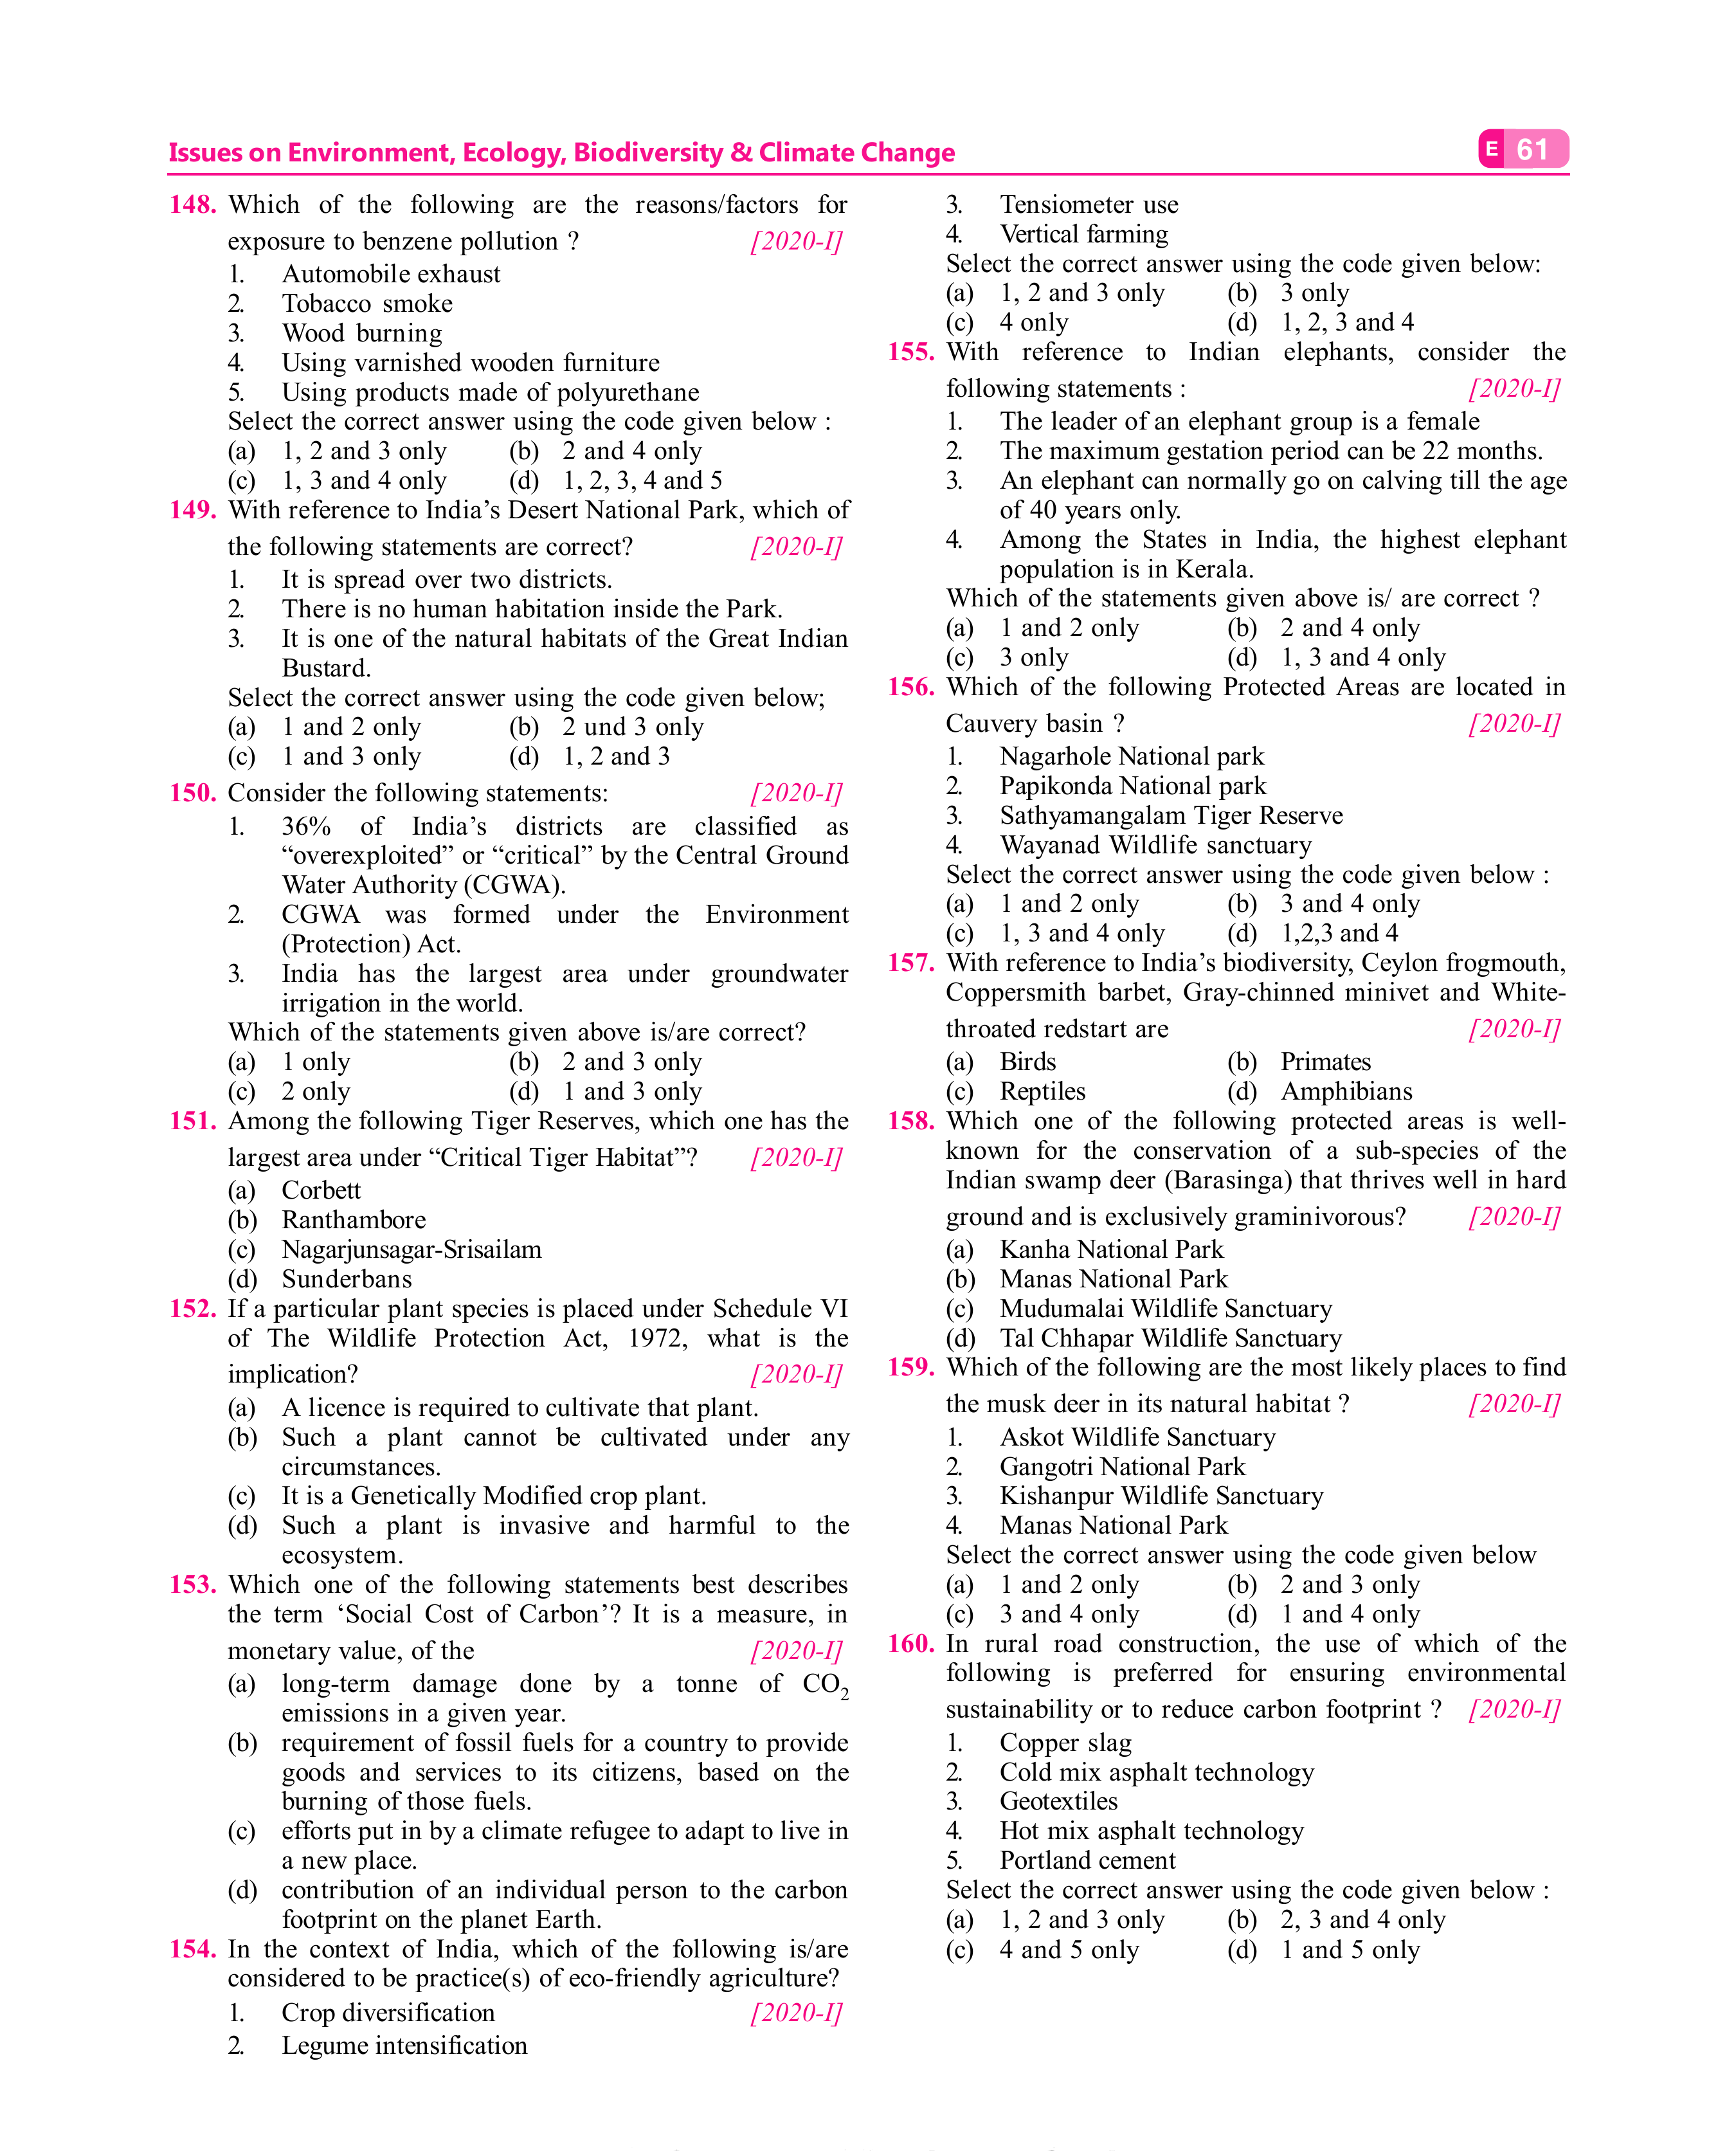 Issues on Environment, Ecology, Biodiversity & Climate Change
E 61
148. Which of the following are the reasons/factors for
exposure to benzene pollution ? [2020-I]
1. Automobile exhaust
2. Tobacco smoke
3. Wood burning
4. Using varnished wooden furniture
5. Using products made of polyurethane
Select the correct answer using the code given below :
(a) 1, 2 and 3 only (b) 2 and 4 only
(c) 1, 3 and 4 only (d) 1, 2, 3, 4 and 5
149. With reference to India's Desert National Park, which of
the following statements are correct? [2020-I]
1. It is spread over two districts.
2. There is no human habitation inside the Park.
3. It is one of the natural habitats of the Great Indian
Bustard.
Select the correct answer using the code given below;
(a) 1 and 2 only (b) 2 und 3 only
(c) 1 and 3 only (d) 1, 2 and 3
150. Consider the following statements: [2020-I]
1. 36% of India's districts are classified as
“overexploited” or “critical” by the Central Ground
Water Authority (CGWA).
2. CGWA was formed under the Environment
(Protection) Act.
3. India has the largest area under groundwater
irrigation in the world.
Which of the statements given above is/are correct?
(a) 1 only (b) 2 and 3 only
(c) 2 only (d) 1 and 3 only
151. Among the following Tiger Reserves, which one has the
largest area under “Critical Tiger Habitat”? [2020-I]
(a) Corbett
(b) Ranthambore
(c) Nagarjunsagar-Srisailam
(d) Sunderbans
152. If a particular plant species is placed under Schedule VI
of The Wildlife Protection Act, 1972, what is the
implication? [2020-I]
(a) A licence is required to cultivate that plant.
(b) Such a plant cannot be cultivated under any
circumstances.
(c) It is a Genetically Modified crop plant.
(d) Such a plant is invasive and harmful to the
ecosystem.
153. Which one of the following statements best describes
the term ‘Social Cost of Carbon’? It is a measure, in
monetary value, of the [2020-I]
(a) long-term damage done by a tonne of CO2
emissions in a given year.
(b) requirement of fossil fuels for a country to provide
goods and services to its citizens, based on the
burning of those fuels.
(c) efforts put in by a climate refugee to adapt to live in
a new place.
(d) contribution of an individual person to the carbon
footprint on the planet Earth.
154. In the context of India, which of the following is/are
considered to be practice(s) of eco-friendly agriculture?
1. Crop diversification [2020-I]
2. Legume intensification
3. Tensiometer use
4. Vertical farming
Select the correct answer using the code given below:
(a) 1, 2 and 3 only (b) 3 only
(c) 4 only (d) 1, 2, 3 and 4
155. With reference to Indian elephants, consider the
following statements : [2020-I]
1. The leader of an elephant group is a female
2. The maximum gestation period can be 22 months.
3. An elephant can normally go on calving till the age
of 40 years only.
4. Among the States in India, the highest elephant
population is in Kerala.
Which of the statements given above is/ are correct ?
(a) 1 and 2 only (b) 2 and 4 only
(c) 3 only (d) 1, 3 and 4 only
156. Which of the following Protected Areas are located in
Cauvery basin ? [2020-I]
1. Nagarhole National park
2. Papikonda National park
3. Sathyamangalam Tiger Reserve
4. Wayanad Wildlife sanctuary
Select the correct answer using the code given below :
(a) 1 and 2 only (b) 3 and 4 only
(c) 1, 3 and 4 only (d) 1,2,3 and 4
157. With reference to India's biodiversity, Ceylon frogmouth,
Coppersmith barbet, Gray-chinned minivet and White-
throated redstart are [2020-I]
(a) Birds (b) Primates
(c) Reptiles (d) Amphibians
158. Which one of the following protected areas is well-
known for the conservation of a sub-species of the
Indian swamp deer (Barasinga) that thrives well in hard
ground and is exclusively graminivorous? [2020-I]
(a) Kanha National Park
(b) Manas National Park
(c) Mudumalai Wildlife Sanctuary
(d) Tal Chhapar Wildlife Sanctuary
159. Which of the following are the most likely places to find
the musk deer in its natural habitat ? [2020-I]
1. Askot Wildlife Sanctuary
2. Gangotri National Park
3. Kishanpur Wildlife Sanctuary
4. Manas National Park
Select the correct answer using the code given below
(a) 1 and 2 only (b) 2 and 3 only
(c) 3 and 4 only (d) 1 and 4 only
160. In rural road construction, the use of which of the
following is preferred for ensuring environmental
sustainability or to reduce carbon footprint ? [2020-I]
1. Copper slag
2. Cold mix asphalt technology
3. Geotextiles
4. Hot mix asphalt technology
5. Portland cement
Select the correct answer using the code given below :
(a) 1, 2 and 3 only (b) 2, 3 and 4 only
(c) 4 and 5 only (d) 1 and 5 only